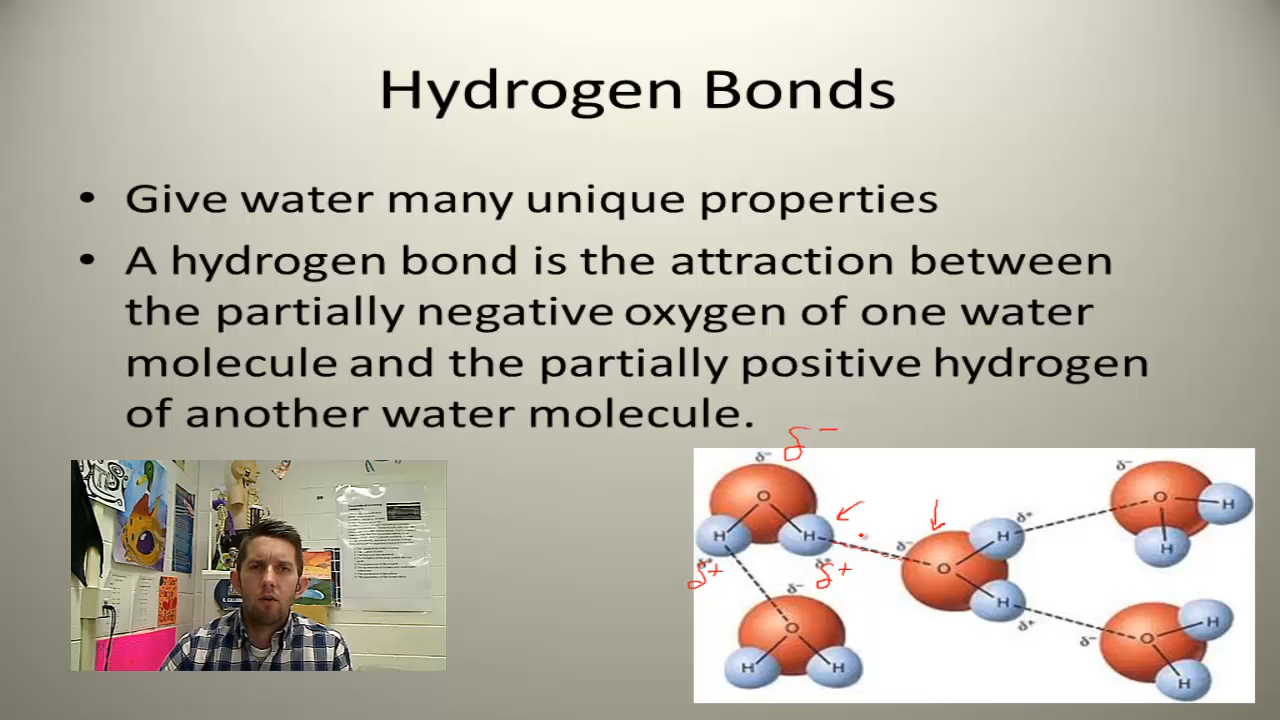 Hydrogen Bonds
• Give water many unique properties
• A hydrogen bond is the attraction between
the partially negative oxygen of one water
molecule and the partially positive hydrogen
of another water molecule.
δ−
δ− δ−
O O H
H H δ+ H δ−
δ+ δ+ O H
δ− H δ+
O δ− O H
H H H